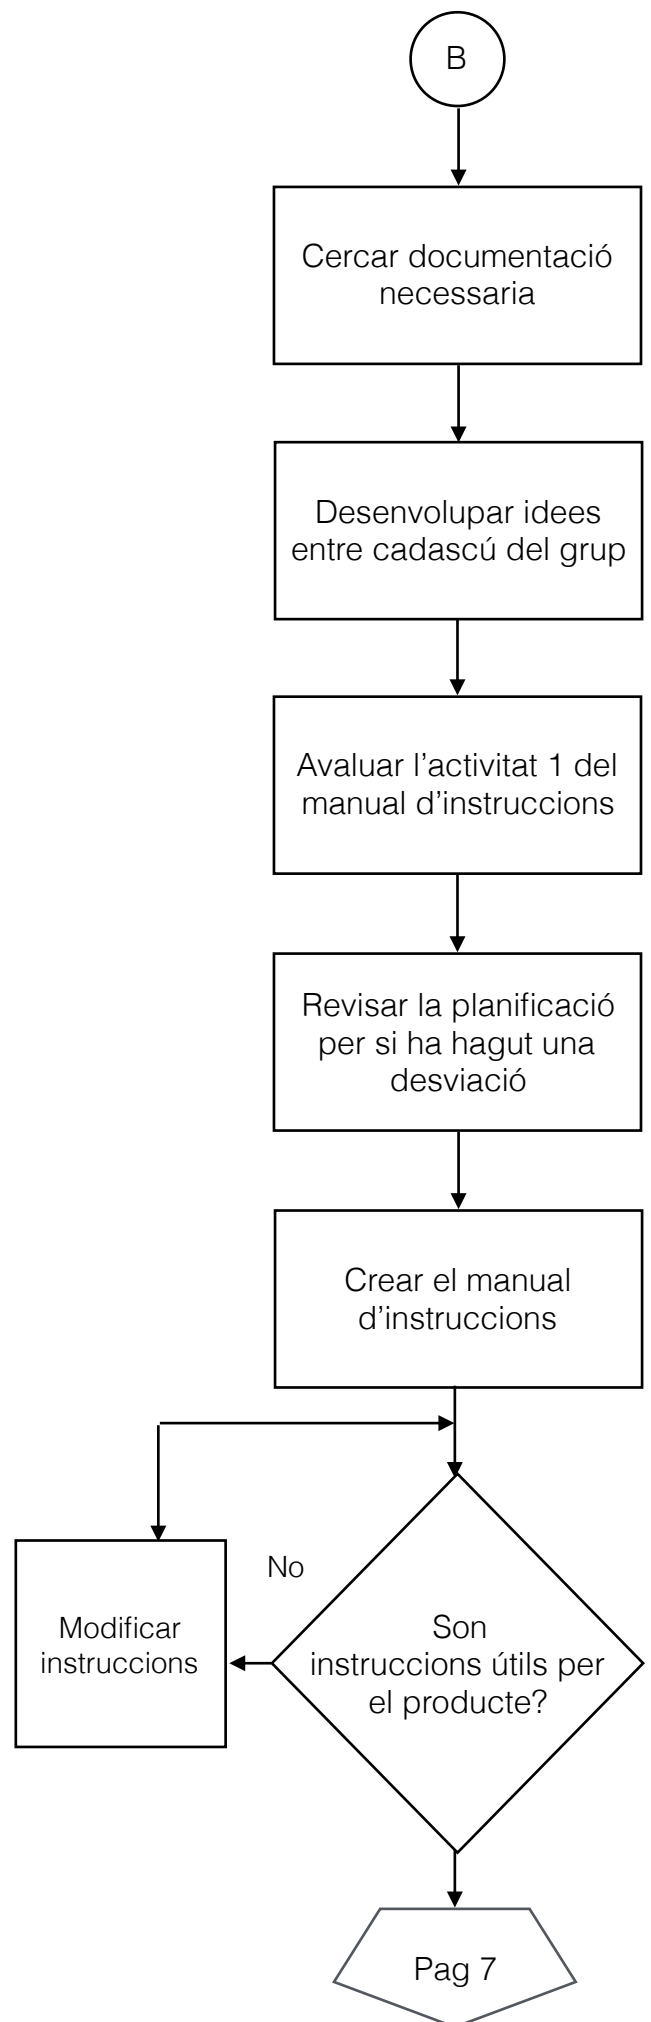 B
Cercar documentació
necessaria
Desenvolupar idees
entre cadascú del grup
Avaluar l’activitat 1 del
manual d’instruccions
Revisar la planificació
per si ha hagut una
desviació
Crear el manual
d’instruccions
No
Modificar
instruccions
Son
instruccions útils per
el producte?
Pag 7